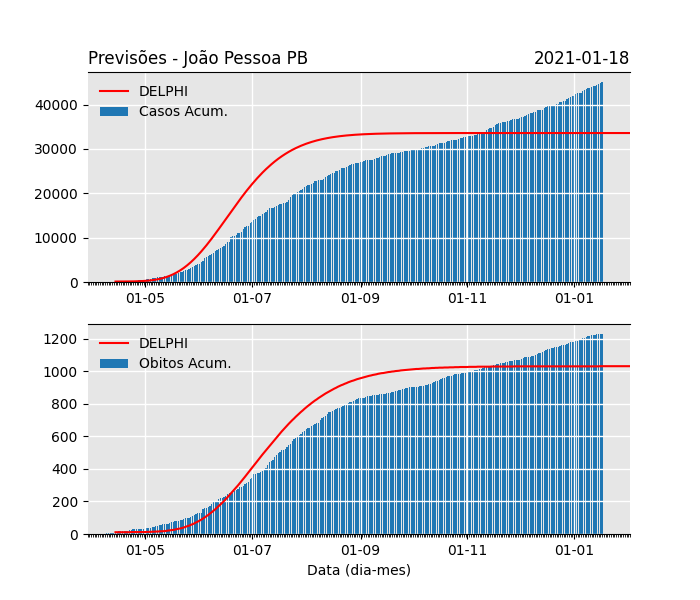 Previsões - João Pessoa PB 2021-01-18
DELPHI
Casos Acum.
40000
30000
20000
10000
0
01-05 01-07 01-09 01-11 01-01
DELPHI
Obitos Acum.
1200
1000
800
600
400
200
0
01-05 01-07 01-09 01-11 01-01
Data (dia-mes)